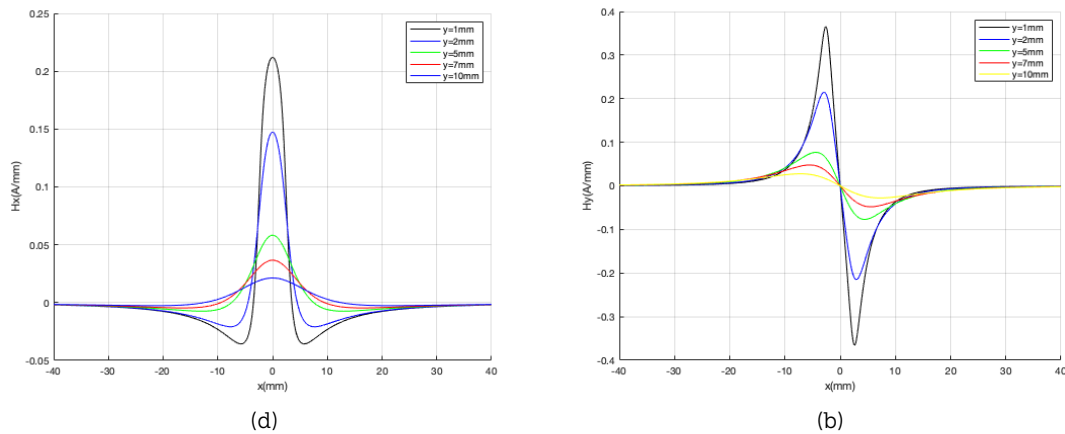 0.25
0.2
0.15
0.1
0.05
0
-0.05
Hx(A/mm)
-40 -30 -20 -10 0 10 20 30 40
x(mm)
y=1mm
y=2mm
y=5mm
y=7mm
y=10mm
(d)
0.4
0.3
0.2
0.1
0
-0.1
-0.2
-0.3
-0.4
Hy(A/mm)
-40 -30 -20 -10 0 10 20 30 40
x(mm)
y=1mm
y=2mm
y=5mm
y=7mm
y=10mm
(b)